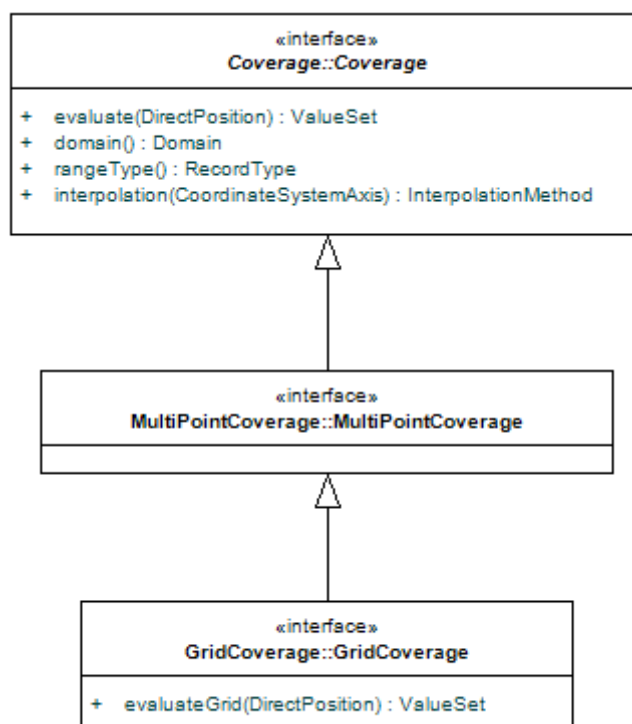 «interface»
Coverage::Coverage
+ evaluate(DirectPosition) : ValueSet
+ domain() : Domain
+ rangeType() : RecordType
+ interpolation(CoordinateSystemAxis) : InterpolationMethod
«interface»
MultiPointCoverage::MultiPointCoverage
«interface»
GridCoverage::GridCoverage
+ evaluateGrid(DirectPosition) : ValueSet